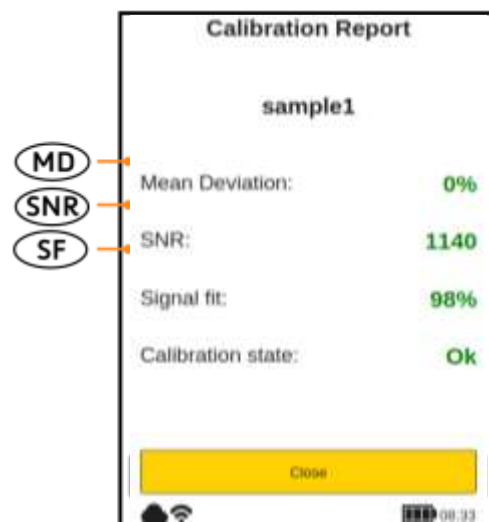 Calibration Report
sample1
MD
Mean Deviation: 0%
SNR
SNR: 1140
SF
Signal fit: 98%
Calibration state: Ok
Close
08:33